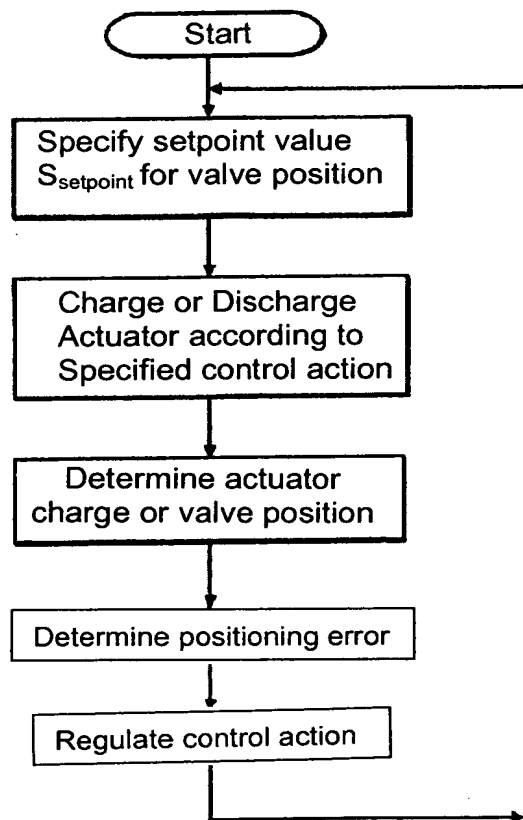 Start
Specify setpoint value
Ssetpoint for valve position
Charge or Discharge
Actuator according to
Specified control action
Determine actuator
charge or valve position
Determine positioning error
Regulate control action